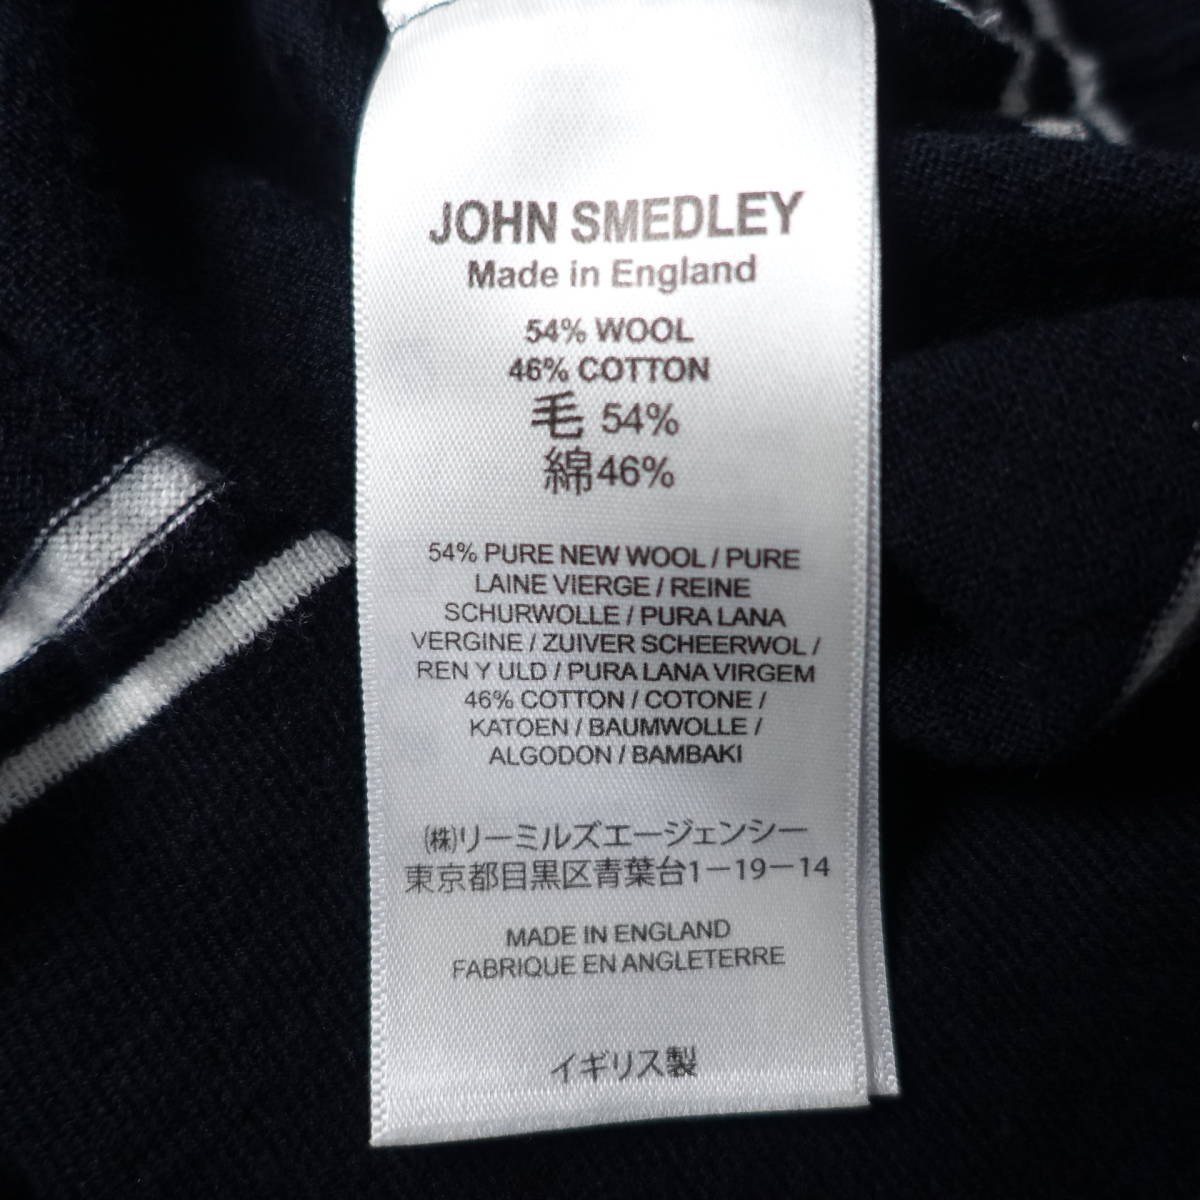 JOHN SMEDLEY
Made in England
54% WOOL
46% COTTON
毛 54%
綿46%
54% PURE NEW WOOL / PURE
LAINE VIERGE / REINE
SCHURWOLLE / PURA LANA
VERGINE / ZUIVER SCHEERWOL /
REN Y ULD / PURA LANA VIRGEM
46% COTTON / COTONE /
KATOEN / BAUMWOLLE /
ALGODON / BAMBAKI
㈱リーミルズエージェンシー
東京都目黒区青葉台1-19-14
MADE IN ENGLAND
FABRIQUE EN ANGLETERRE
イギリス製